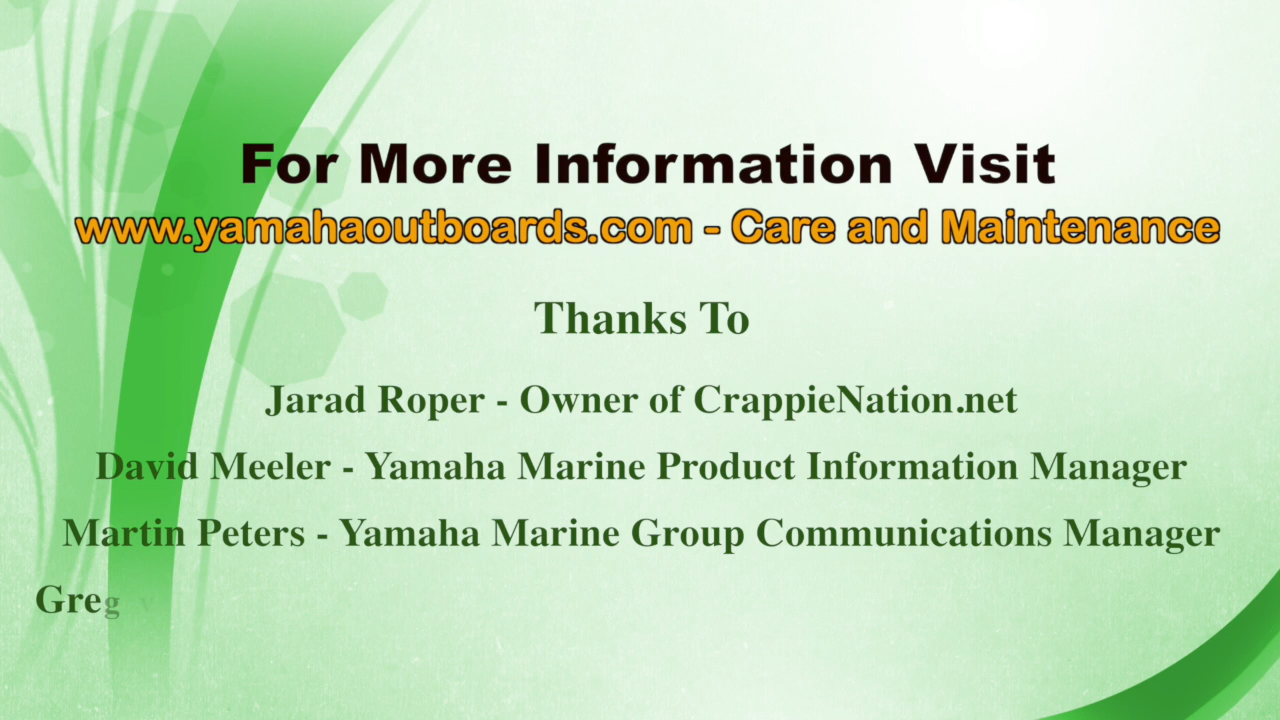 For More Information Visit
www.yamahaoutboards.com - Care and Maintenance
Thanks To
Jarad Roper - Owner of CrappieNation.net
David Meeler - Yamaha Marine Product Information Manager
Martin Peters - Yamaha Marine Group Communications Manager
Greg